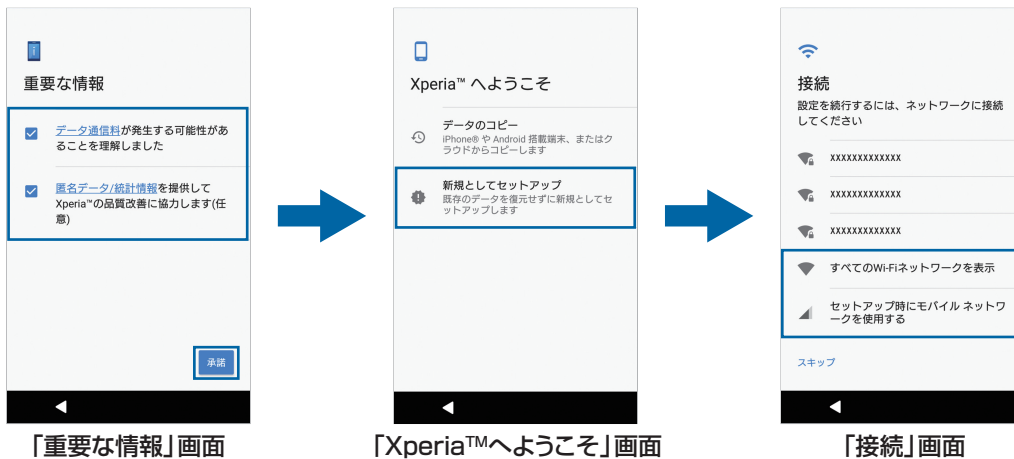 重要な情報
データ通信料が発生する可能性があ
ることを理解しました
匿名データ/統計情報を提供して
Xperia™の品質改善に協力します(任
意)
承諾
「重要な情報」画面
Xperia™ へようこそ
データのコピー
iPhone® や Android 搭載端末、またはク
ラウドからコピーします
新規としてセットアップ
既存のデータを復元せずに新規としてセ
ットアップします
「Xperia™へようこそ」画面
接続
設定を続行するには、ネットワークに接続
してください
XXXXXXXXXXXXX
XXXXXXXXXXXXX
XXXXXXXXXXXXX
すべてのWi-Fiネットワークを表示
セットアップ時にモバイル ネットワ
ークを使用する
スキップ
「接続」画面